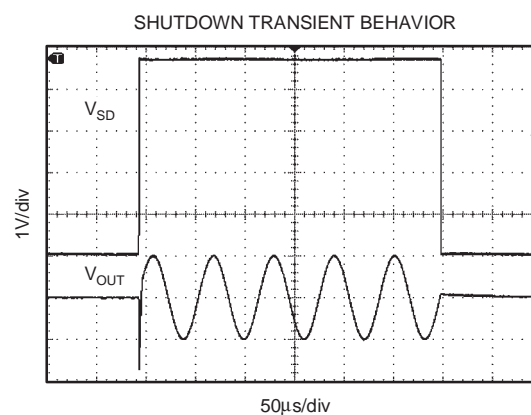 SHUTDOWN TRANSIENT BEHAVIOR
T
V_SD
1V/div
V_OUT
50μs/div